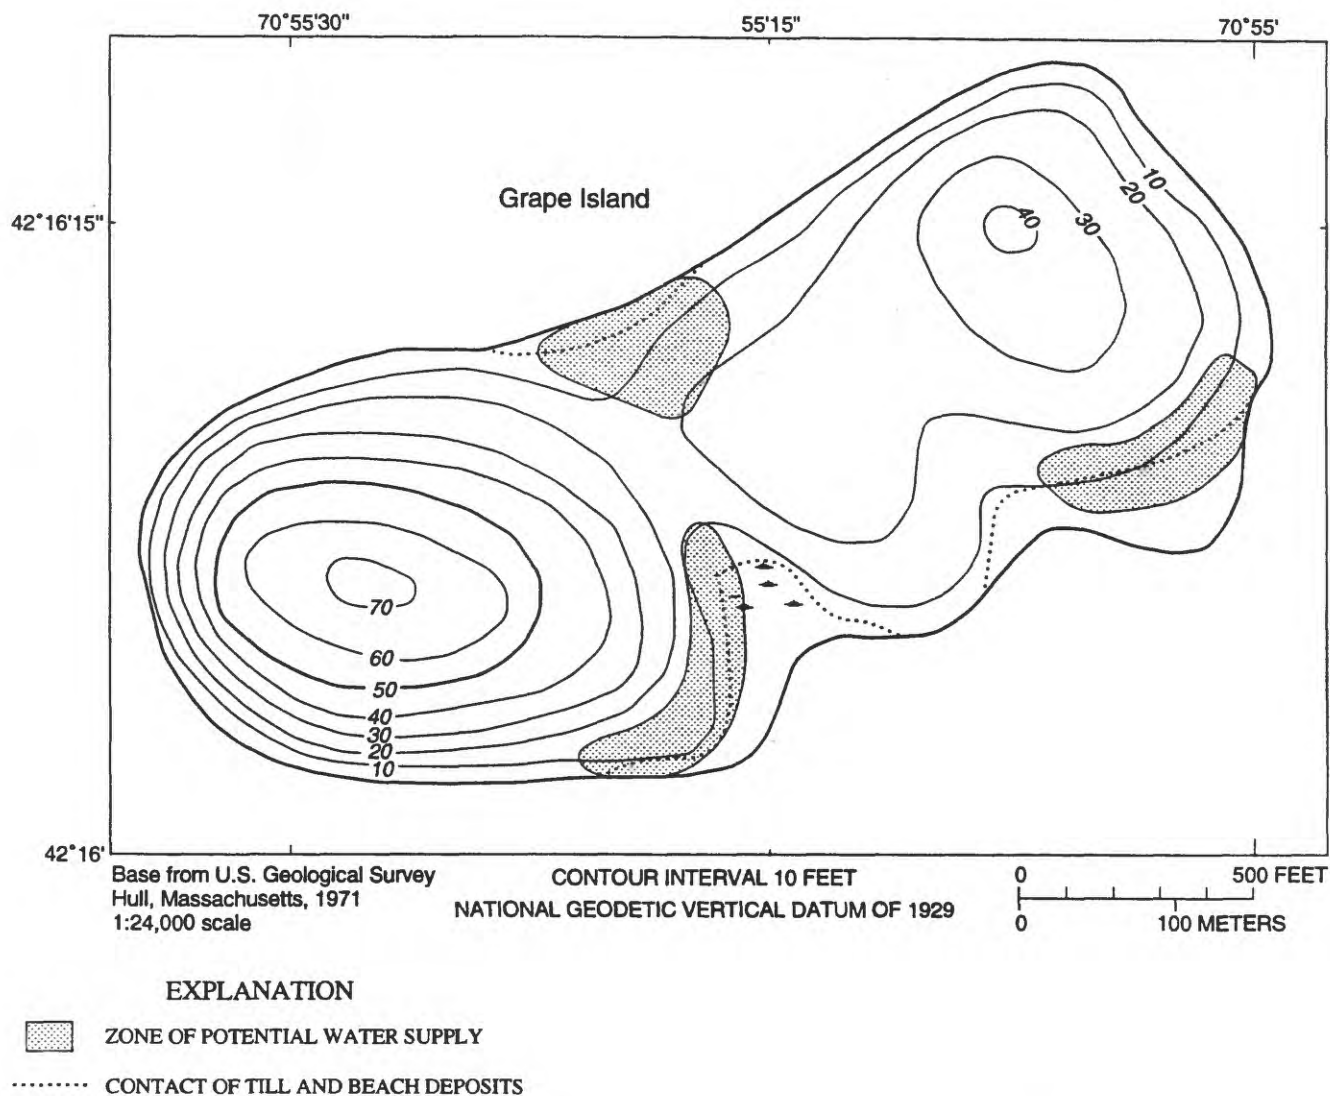 70°55'30"
55'15"
70°55'
Grape Island
42°16'15"
10
20
30
40
70
60
50
40
30
20
10
42°16'
Base from U.S. Geological Survey
Hull, Massachusetts, 1971
1:24,000 scale
CONTOUR INTERVAL 10 FEET
NATIONAL GEODETIC VERTICAL DATUM OF 1929
0 500 FEET
0 100 METERS
EXPLANATION
ZONE OF POTENTIAL WATER SUPPLY
CONTACT OF TILL AND BEACH DEPOSITS